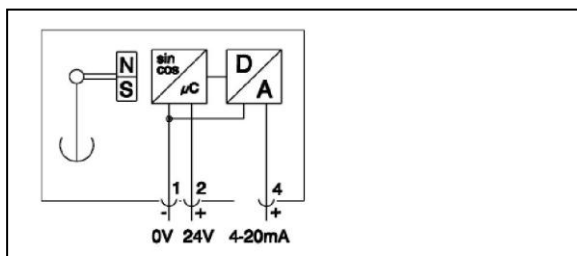 N
S
sin
cos
µC
D
A
1 2 4
- + +
0V 24V 4-20mA